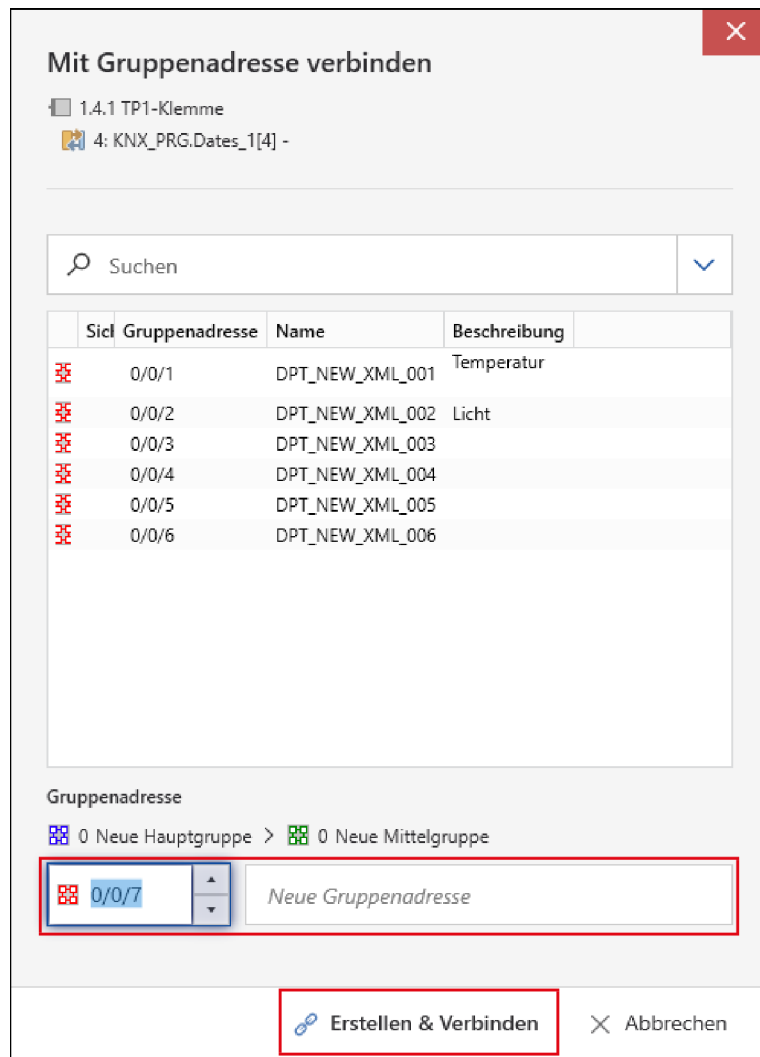 Mit Gruppenadresse verbinden
1.4.1 TP1-Klemme
4: KNX_PRG.Dates_1[4] -
Suchen
Sicl Gruppenadresse Name Beschreibung
0/0/1 DPT_NEW_XML_001 Temperatur
0/0/2 DPT_NEW_XML_002 Licht
0/0/3 DPT_NEW_XML_003
0/0/4 DPT_NEW_XML_004
0/0/5 DPT_NEW_XML_005
0/0/6 DPT_NEW_XML_006
Gruppenadresse
0 Neue Hauptgruppe > 0 Neue Mittelgruppe
0/0/7 Neue Gruppenadresse
Erstellen & Verbinden Abbrechen